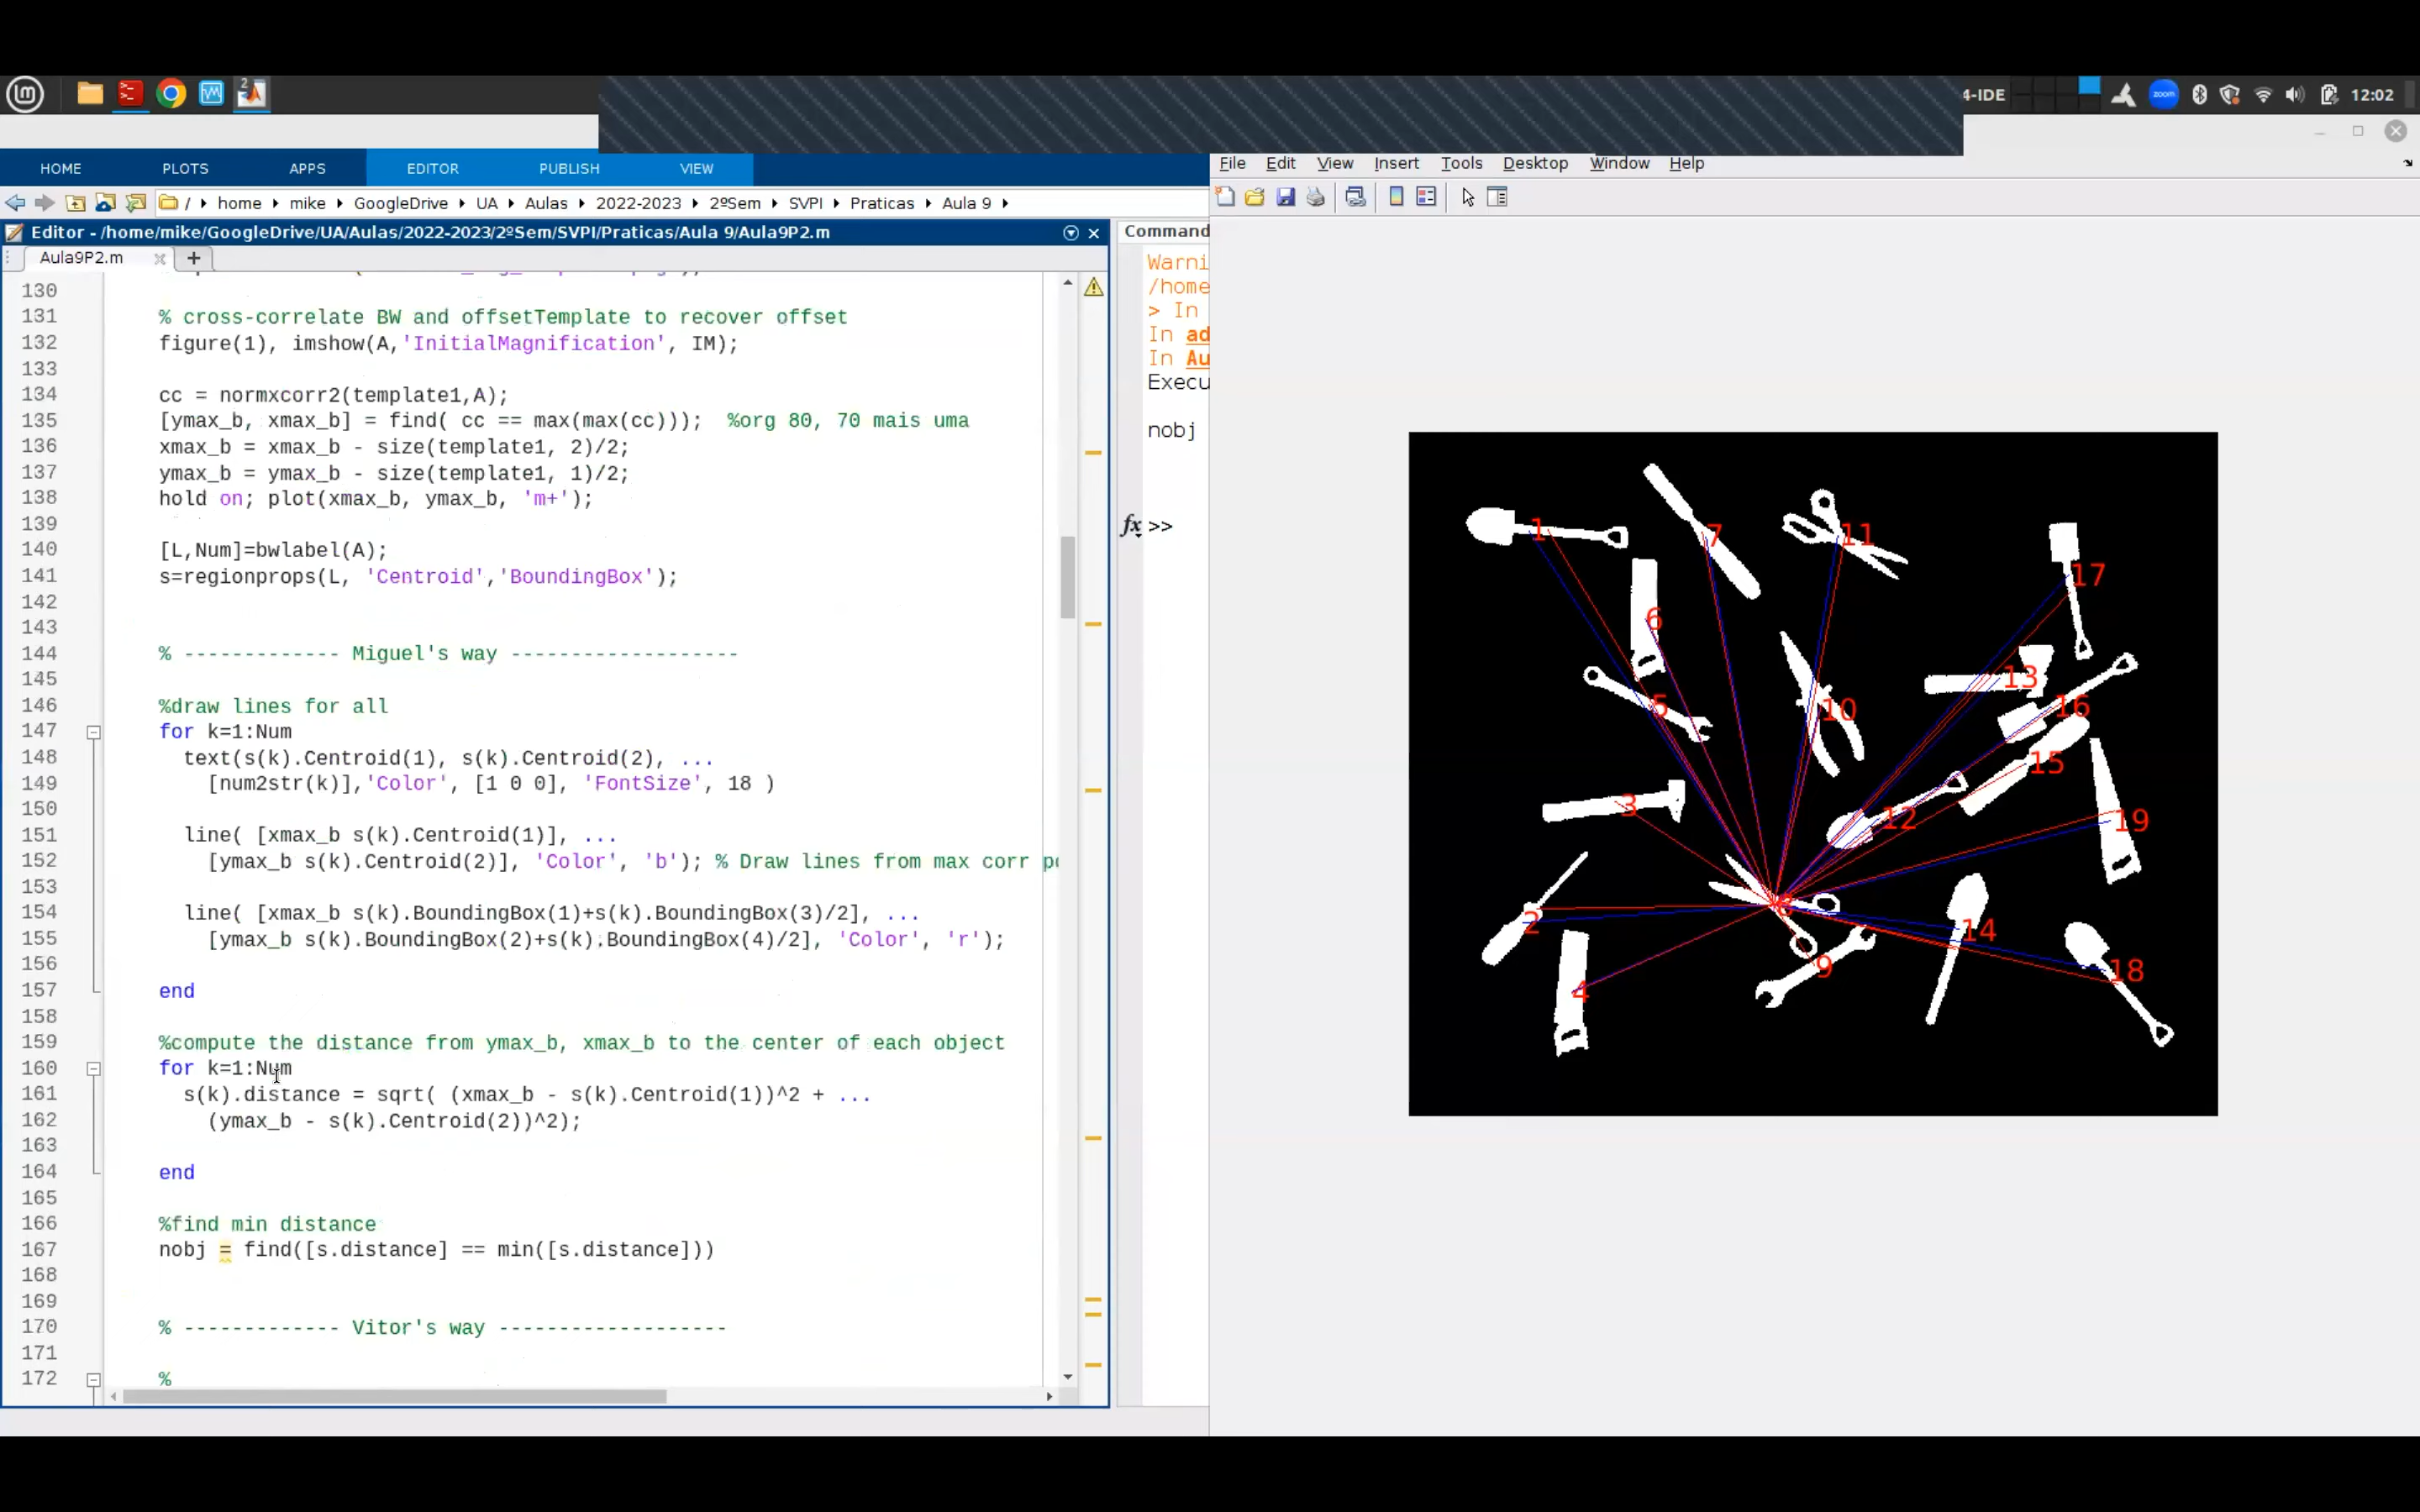 4-IDE
zoom
12:02
HOME PLOTS APPS EDITOR PUBLISH VIEW
/ home mike GoogleDrive UA Aulas 2022-2023 2ºSem SVPI Praticas Aula 9
Editor - /home/mike/GoogleDrive/UA/Aulas/2022-2023/2ºSem/SVPI/Praticas/Aula 9/Aula9P2.m
Aula9P2.m
130
131 % cross-correlate BW and offsetTemplate to recover offset
132 figure(1), imshow(A,'InitialMagnification', IM);
133
134 cc = normxcorr2(template1,A);
135 [ymax_b, xmax_b] = find( cc == max(max(cc))); %org 80, 70 mais uma
136 xmax_b = xmax_b - size(template1, 2)/2;
137 ymax_b = ymax_b - size(template1, 1)/2;
138 hold on; plot(xmax_b, ymax_b, 'm+');
139
140 [L,Num]=bwlabel(A);
141 s=regionprops(L, 'Centroid','BoundingBox');
142
143
144 % ------------- Miguel's way -------------------
145
146 %draw lines for all
147 for k=1:Num
148 text(s(k).Centroid(1), s(k).Centroid(2), ...
149 [num2str(k)],'Color', [1 0 0], 'FontSize', 18 )
150
151 line( [xmax_b s(k).Centroid(1)], ...
152 [ymax_b s(k).Centroid(2)], 'Color', 'b'); % Draw lines from max corr
153
154 line( [xmax_b s(k).BoundingBox(1)+s(k).BoundingBox(3)/2], ...
155 [ymax_b s(k).BoundingBox(2)+s(k).BoundingBox(4)/2], 'Color', 'r');
156
157 end
158
159 %compute the distance from ymax_b, xmax_b to the center of each object
160 for k=1:Num
161 s(k).distance = sqrt( (xmax_b - s(k).Centroid(1))^2 + ...
162 (ymax_b - s(k).Centroid(2))^2);
163
164 end
165
166 %find min distance
167 nobj = find([s.distance] == min([s.distance]))
168
169
170 % ------------- Vitor's way -------------------
171
172 %
Command
Warni
/home
> In
In ad
In Au
Execu
nobj
fx >>
File Edit View Insert Tools Desktop Window Help
1
7
11
17
6
13
5
10
16
15
3
12
19
2
14
9
18
4